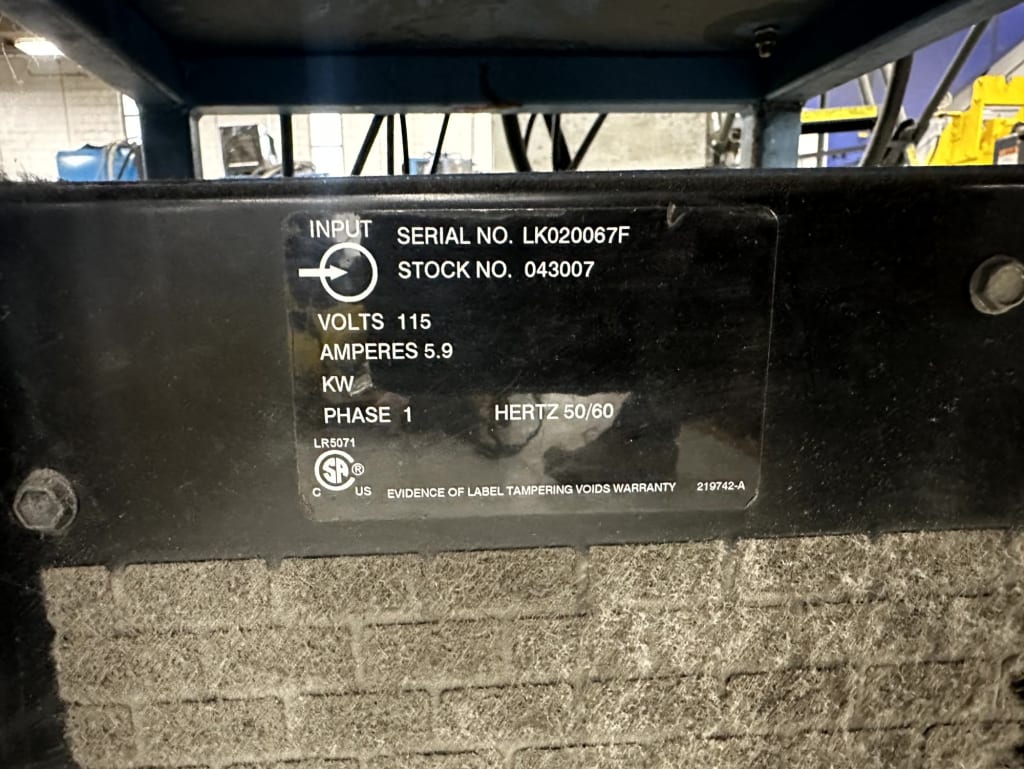 INPUT
SERIAL NO. LK020067F
STOCK NO. 043007
VOLTS 115
AMPERES 5.9
KW
PHASE 1 HERTZ 50/60
LR5071
SA ®
C US
EVIDENCE OF LABEL TAMPERING VOIDS WARRANTY 219742-A